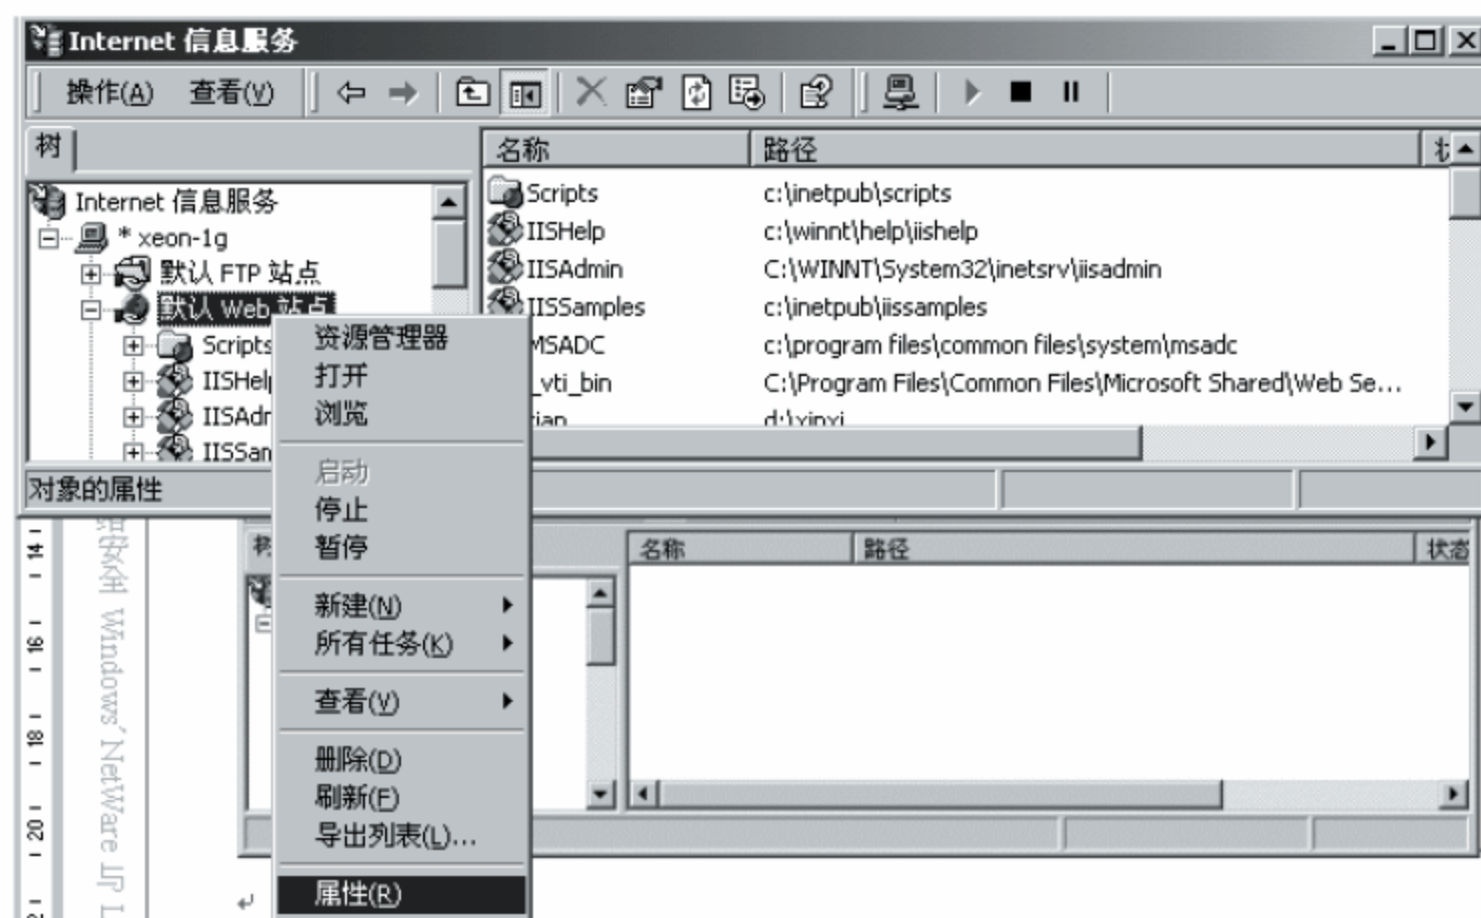 Internet 信息服务
操作(A) 查看(V)
树
名称 路径
Internet 信息服务
* xeon-1g
默认 FTP 站点
默认 Web 站点
Scripts
IISHelp
IISAdr
IISSan
Scripts c:\inetpub\scripts
IISHelp c:\winnt\help\iishelp
IISAdmin C:\WINNT\System32\inetsrv\iisadmin
IISSamples c:\inetpub\iissamples
MSADC c:\program files\common files\system\msadc
_vti_bin C:\Program Files\Common Files\Microsoft Shared\Web Se...
d:\xinxi
对象的属性
资源管理器
打开
浏览
启动
停止
暂停
新建(N)
所有任务(K)
查看(V)
删除(D)
刷新(F)
导出列表(L)...
属性(R)
名称 路径 状态
14
16
18
20
Windows NetWare